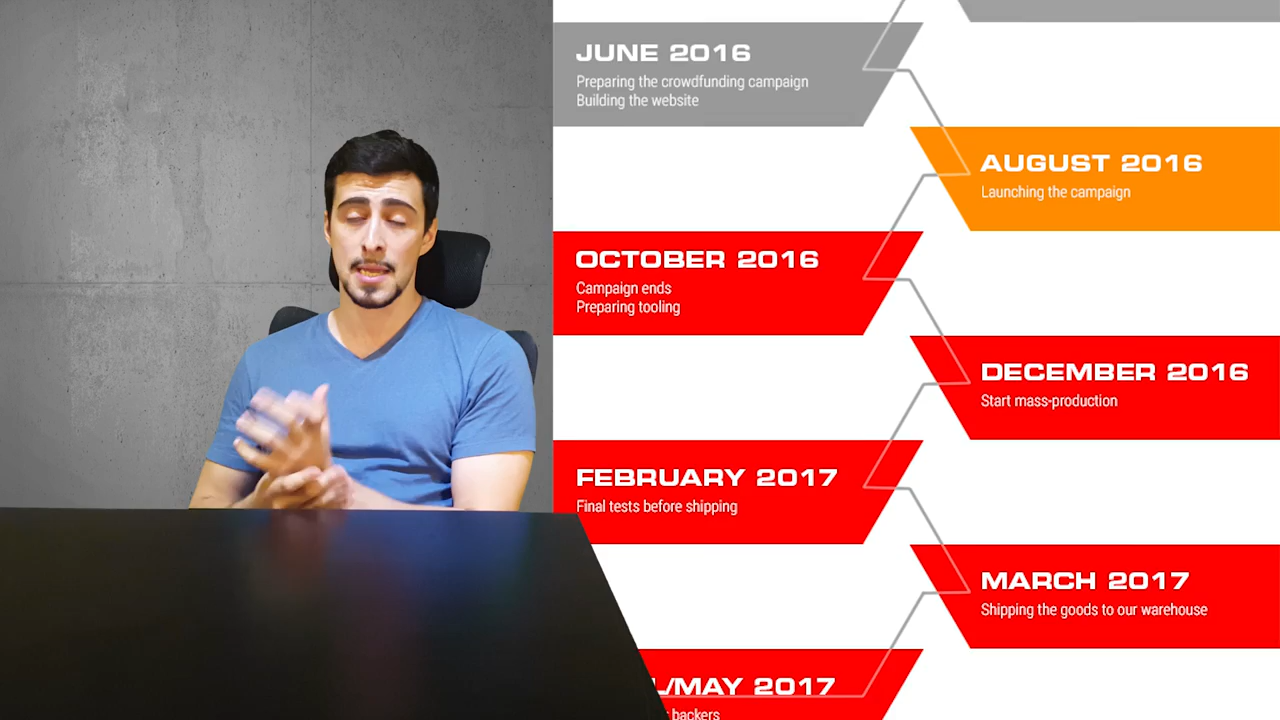 JUNE 2016
Preparing the crowdfunding campaign
Building the website
AUGUST 2016
Launching the campaign
OCTOBER 2016
Campaign ends
Preparing tooling
DECEMBER 2016
Start mass-production
FEBRUARY 2017
Final tests before shipping
MARCH 2017
Shipping the goods to our warehouse
L/MAY 2017
backers